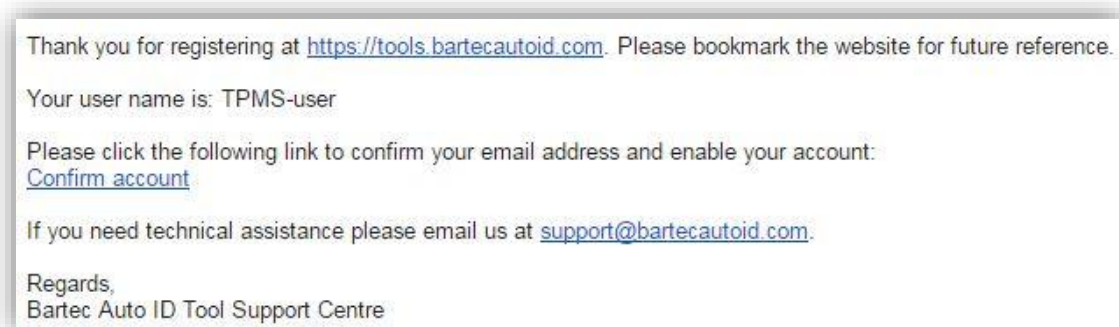 Thank you for registering at https://tools.bartecautoid.com. Please bookmark the website for future reference.
Your user name is: TPMS-user
Please click the following link to confirm your email address and enable your account:
Confirm account
If you need technical assistance please email us at support@bartecautoid.com.
Regards,
Bartec Auto ID Tool Support Centre